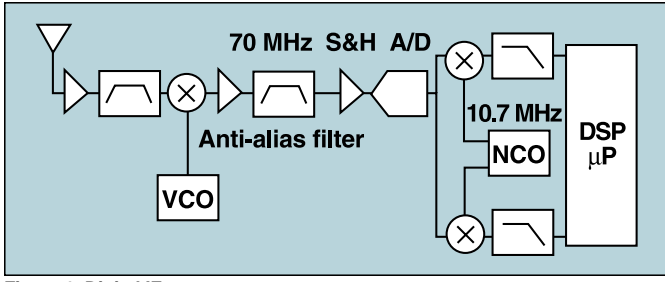 70 MHz S&H A/D
Anti-alias filter
VCO
10.7 MHz
NCO
DSP
μP